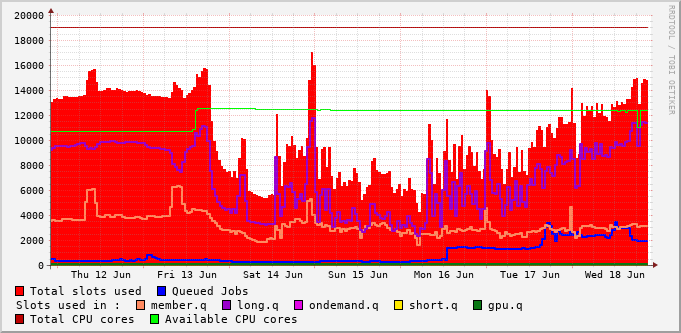 RRDTOOL / TOBI OETIKER
20000
18000
16000
14000
12000
10000
8000
6000
4000
2000
0
Thu 12 Jun Fri 13 Jun Sat 14 Jun Sun 15 Jun Mon 16 Jun Tue 17 Jun Wed 18 Jun
Total slots used Queued Jobs
Slots used in : member.q long.q ondemand.q short.q gpu.q
Total CPU cores Available CPU cores